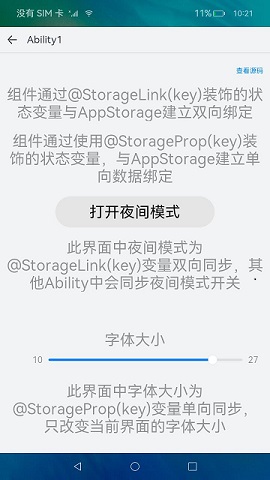 没有 SIM 卡 11% 10:21
Ability1
查看源码
组件通过@StorageLink(key)装饰的状
态变量与AppStorage建立双向绑定
组件通过使用@StorageProp(key)装
饰的状态变量，与AppStorage建立单
向数据绑定
打开夜间模式
此界面中夜间模式为
@StorageLink(key)变量双向同步，其
他Ability中会同步夜间模式开关
字体大小
10 27
此界面中字体大小为
@StorageProp(key)变量单向同步，
只改变当前界面的字体大小